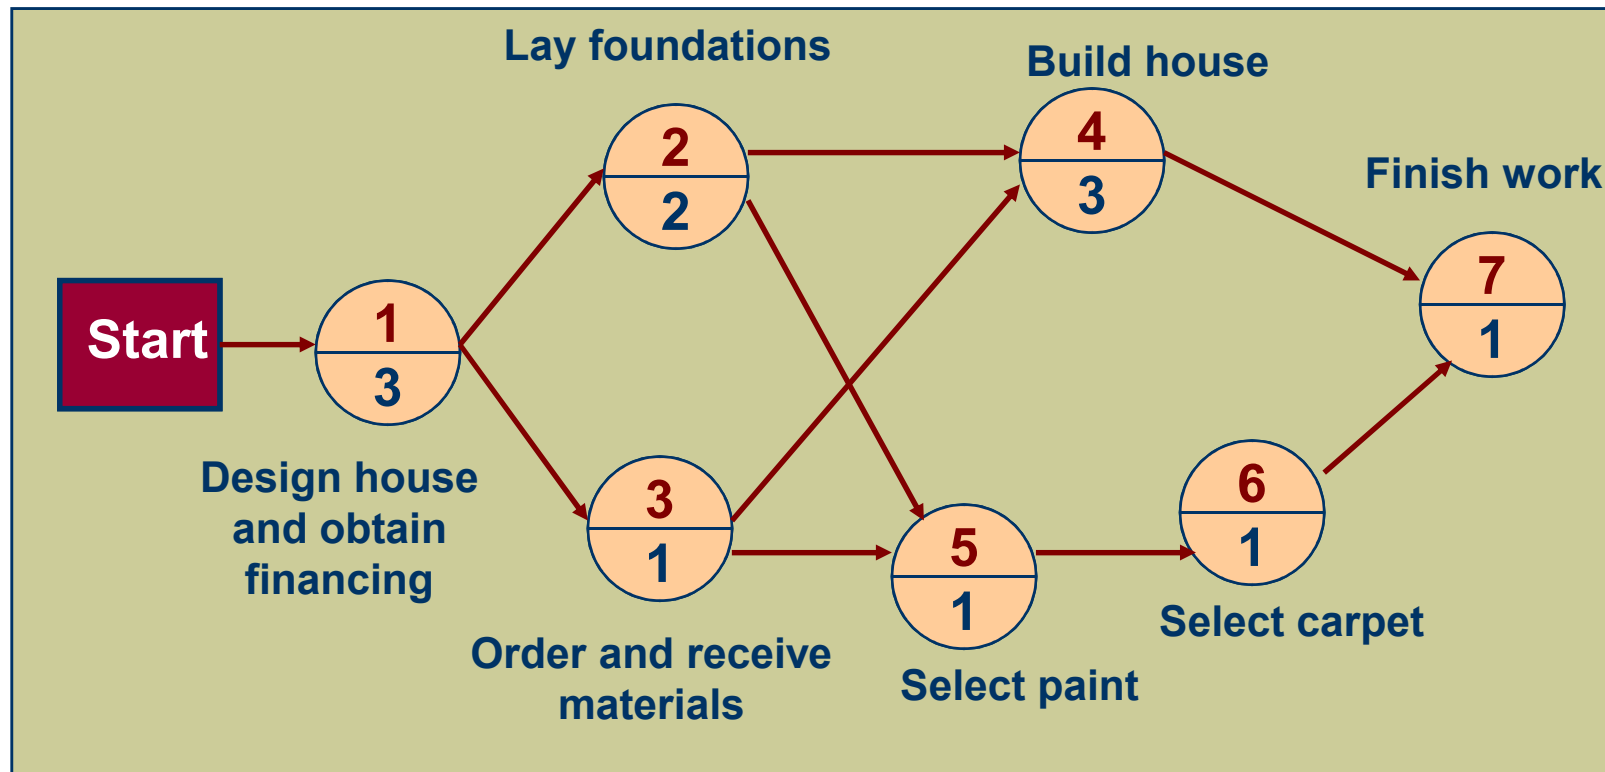 Lay foundations
Build house
2
2
4
3
Finish work
7
1
Start
1
3
Design house
and obtain
financing
3
1
5
1
6
1
Select carpet
Order and receive
materials
Select paint